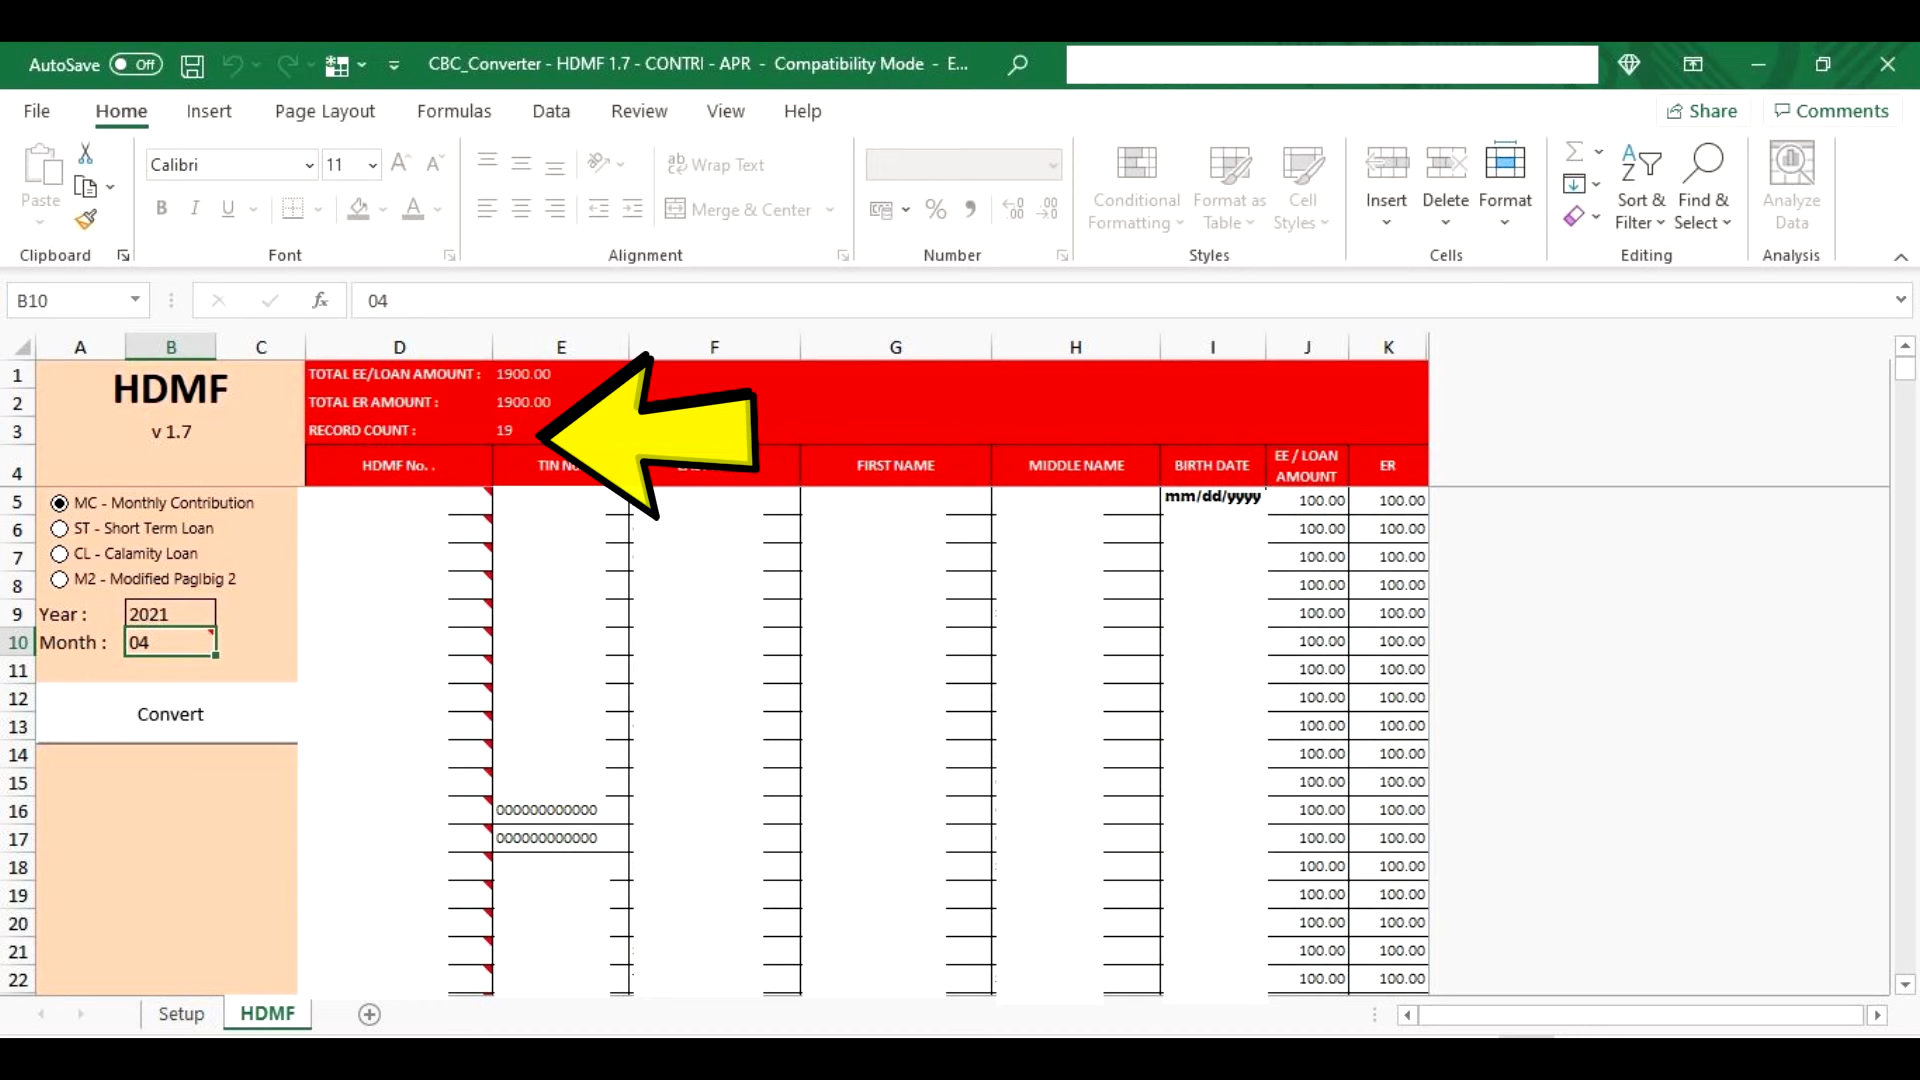 AutoSave Off CBC_Converter - HDMF 1.7 - CONTRI - APR - Compatibility Mode - E...
File Home Insert Page Layout Formulas Data Review View Help Share Comments
Calibri 11 Wrap Text
Paste Merge & Center Conditional Formatting Format as Table Cell Styles Insert Delete Format Sort & Filter Find & Select Analyze Data
Clipboard Font Alignment Number Styles Cells Editing Analysis
B10 fx 04
A B C D E F G H I J K
1 HDMF TOTAL EE/LOAN AMOUNT : 1900.00
2 TOTAL ER AMOUNT : 1900.00
3 v 1.7 RECORD COUNT : 19
4 HDMF No. . TIN FIRST NAME MIDDLE NAME BIRTH DATE EE / LOAN AMOUNT ER
5 MC - Monthly Contribution mm/dd/yyyy 100.00 100.00
6 ST - Short Term Loan 100.00 100.00
7 CL - Calamity Loan 100.00 100.00
8 M2 - Modified PagIbig 2 100.00 100.00
9 Year : 2021 100.00 100.00
10 Month : 04 100.00 100.00
11 100.00 100.00
12 100.00 100.00
Convert
13 100.00 100.00
14 100.00 100.00
15 100.00 100.00
16 000000000000 100.00 100.00
17 000000000000 100.00 100.00
18 100.00 100.00
19 100.00 100.00
20 100.00 100.00
21 100.00 100.00
22 100.00 100.00
Setup HDMF